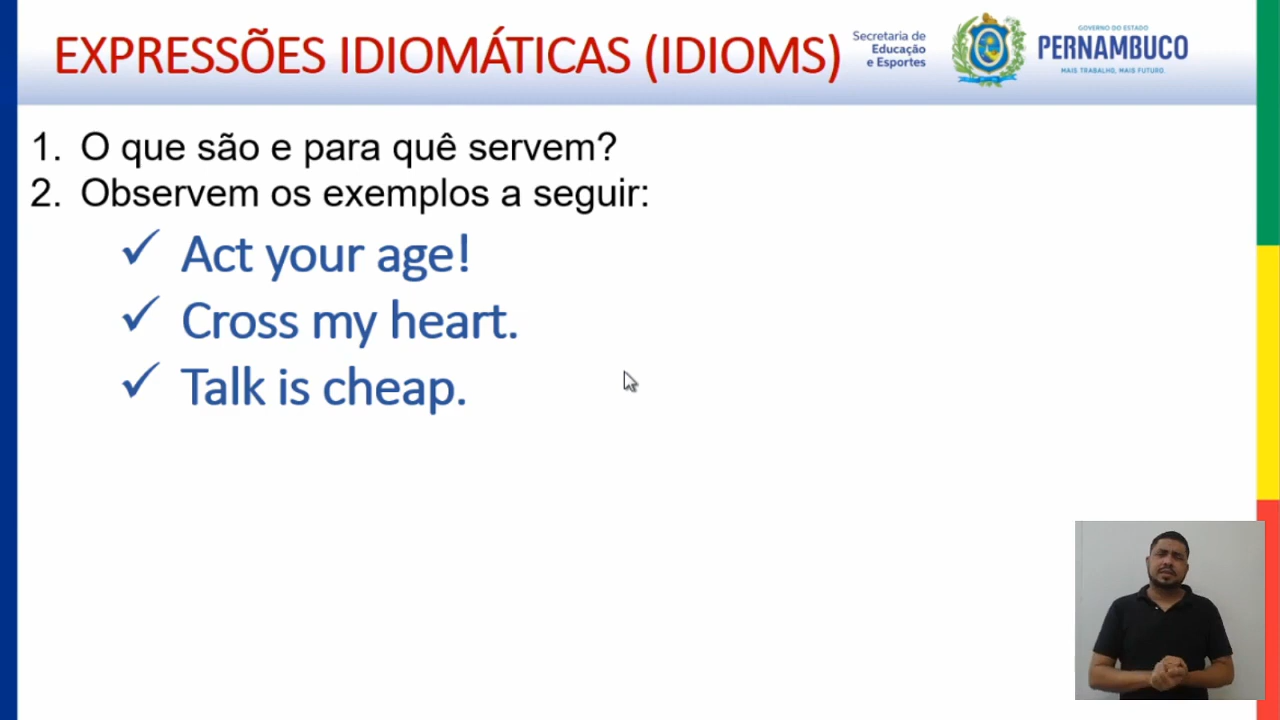 EXPRESSÕES IDIOMÁTICAS (IDIOMS)
Secretaria de
Educação
e Esportes
GOVERNO DO ESTADO
PERNAMBUCO
MAIS TRABALHO, MAIS FUTURO.
1. O que são e para quê servem?
2. Observem os exemplos a seguir:
✓ Act your age!
✓ Cross my heart.
✓ Talk is cheap.